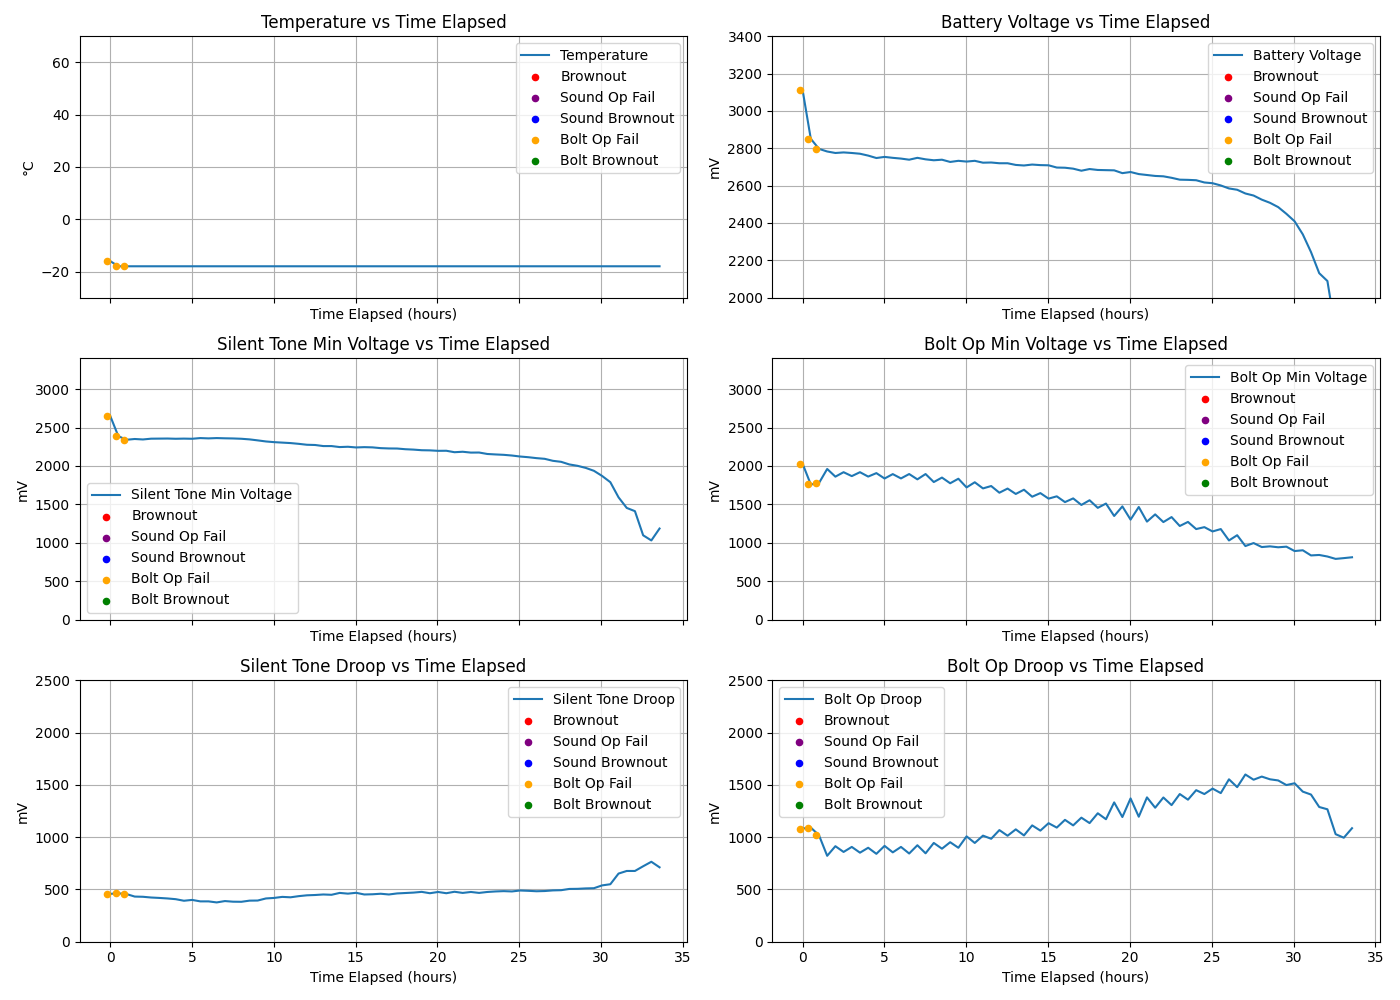 Temperature vs Time Elapsed
60
40
20
0
−20
°C
Temperature
Brownout
Sound Op Fail
Sound Brownout
Bolt Op Fail
Bolt Brownout
Time Elapsed (hours)
Battery Voltage vs Time Elapsed
3400
3200
3000
2800
2600
2400
2200
2000
mV
Battery Voltage
Brownout
Sound Op Fail
Sound Brownout
Bolt Op Fail
Bolt Brownout
Time Elapsed (hours)
Silent Tone Min Voltage vs Time Elapsed
3000
2500
2000
1500
1000
500
0
mV
Silent Tone Min Voltage
Brownout
Sound Op Fail
Sound Brownout
Bolt Op Fail
Bolt Brownout
Time Elapsed (hours)
Bolt Op Min Voltage vs Time Elapsed
3000
2500
2000
1500
1000
500
0
mV
Bolt Op Min Voltage
Brownout
Sound Op Fail
Sound Brownout
Bolt Op Fail
Bolt Brownout
Time Elapsed (hours)
Silent Tone Droop vs Time Elapsed
2500
2000
1500
1000
500
0
mV
Silent Tone Droop
Brownout
Sound Op Fail
Sound Brownout
Bolt Op Fail
Bolt Brownout
0 5 10 15 20 25 30 35
Time Elapsed (hours)
Bolt Op Droop vs Time Elapsed
2500
2000
1500
1000
500
0
mV
Bolt Op Droop
Brownout
Sound Op Fail
Sound Brownout
Bolt Op Fail
Bolt Brownout
0 5 10 15 20 25 30 35
Time Elapsed (hours)